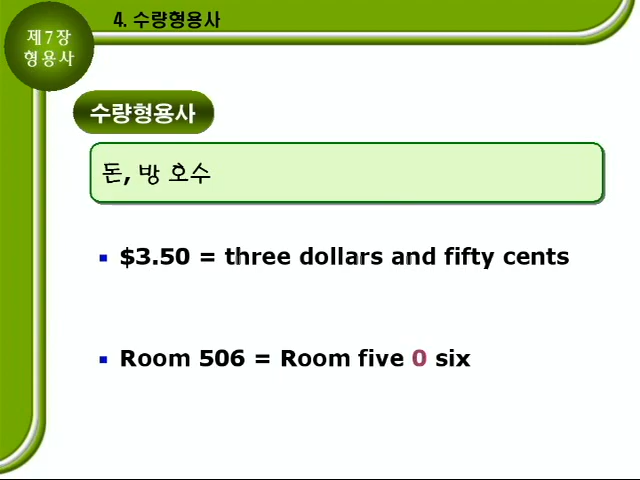 4. 수량형용사
제7장
형용사
수량형용사
돈, 방 호수
$3.50 = three dollars and fifty cents
Room 506 = Room five 0 six